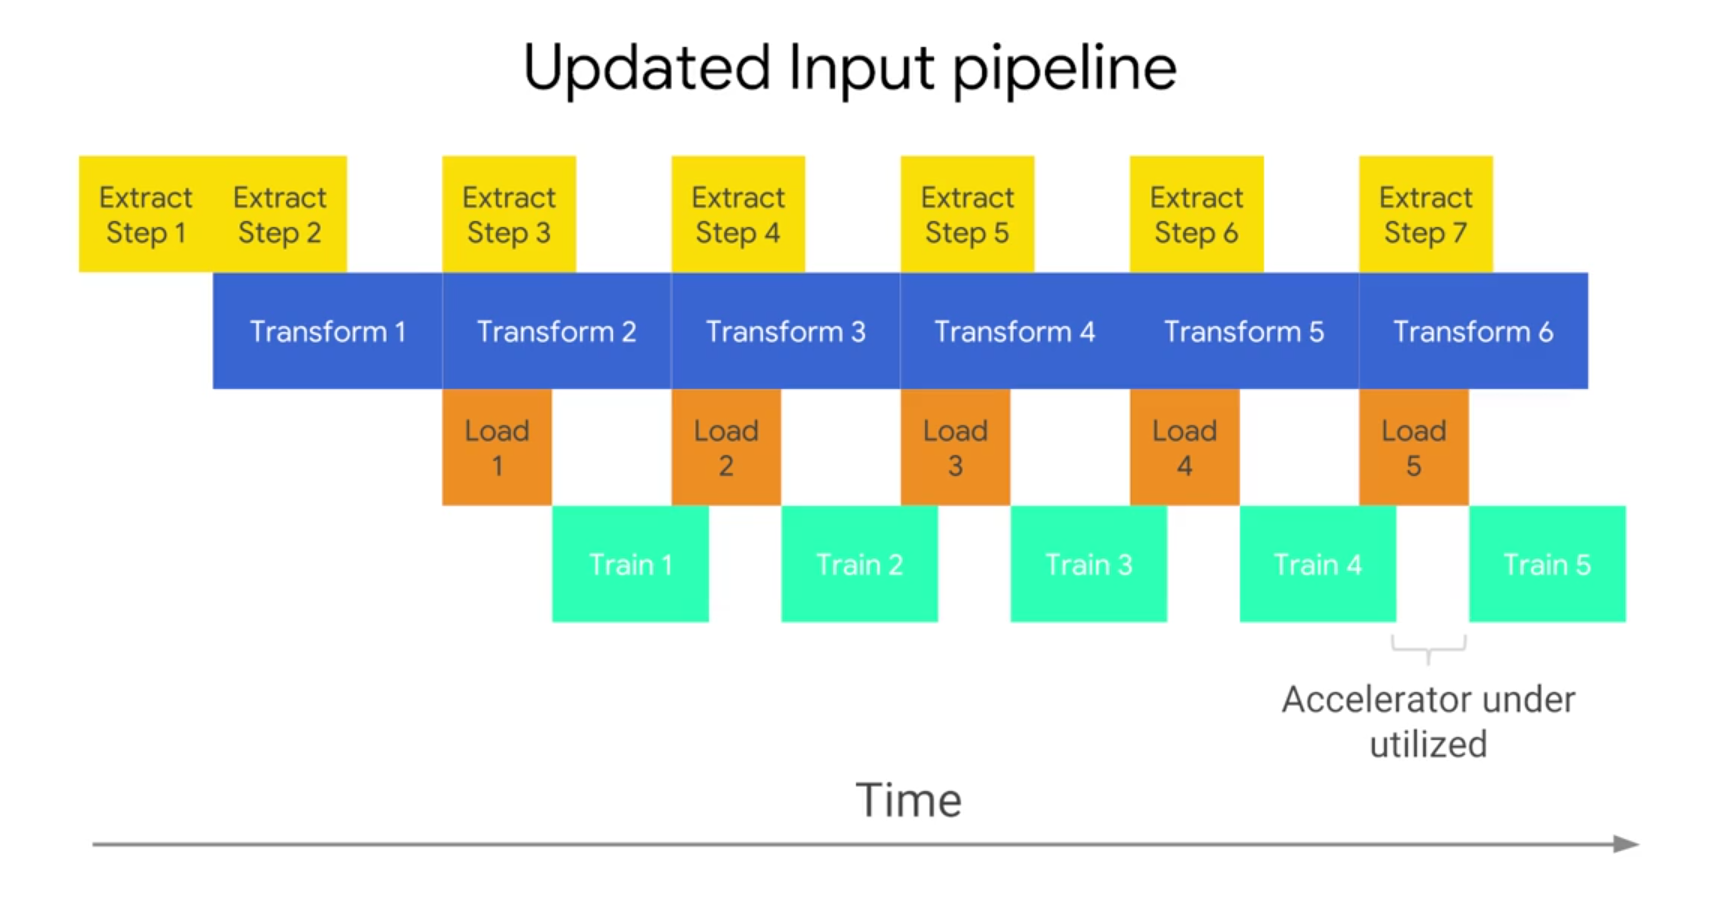 Updated Input pipeline
Extract
Step 1
Extract
Step 2
Extract
Step 3
Extract
Step 4
Extract
Step 5
Extract
Step 6
Extract
Step 7
Transform 1
Transform 2
Transform 3
Transform 4
Transform 5
Transform 6
Load
1
Load
2
Load
3
Load
4
Load
5
Train 1
Train 2
Train 3
Train 4
Train 5
Accelerator under
utilized
Time